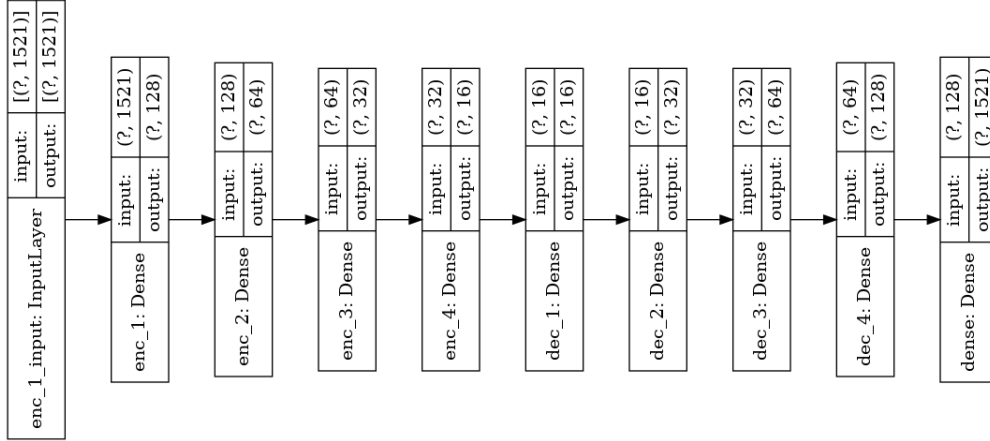 enc_1_input: InputLayer
input:
[(?, 1521)]
output:
[(?, 1521)]
enc_1: Dense
input:
(?, 1521)
output:
(?, 128)
enc_2: Dense
input:
(?, 128)
output:
(?, 64)
enc_3: Dense
input:
(?, 64)
output:
(?, 32)
enc_4: Dense
input:
(?, 32)
output:
(?, 16)
dec_1: Dense
input:
(?, 16)
output:
(?, 16)
dec_2: Dense
input:
(?, 16)
output:
(?, 32)
dec_3: Dense
input:
(?, 32)
output:
(?, 64)
dec_4: Dense
input:
(?, 64)
output:
(?, 128)
dense: Dense
input:
(?, 128)
output:
(?, 1521)